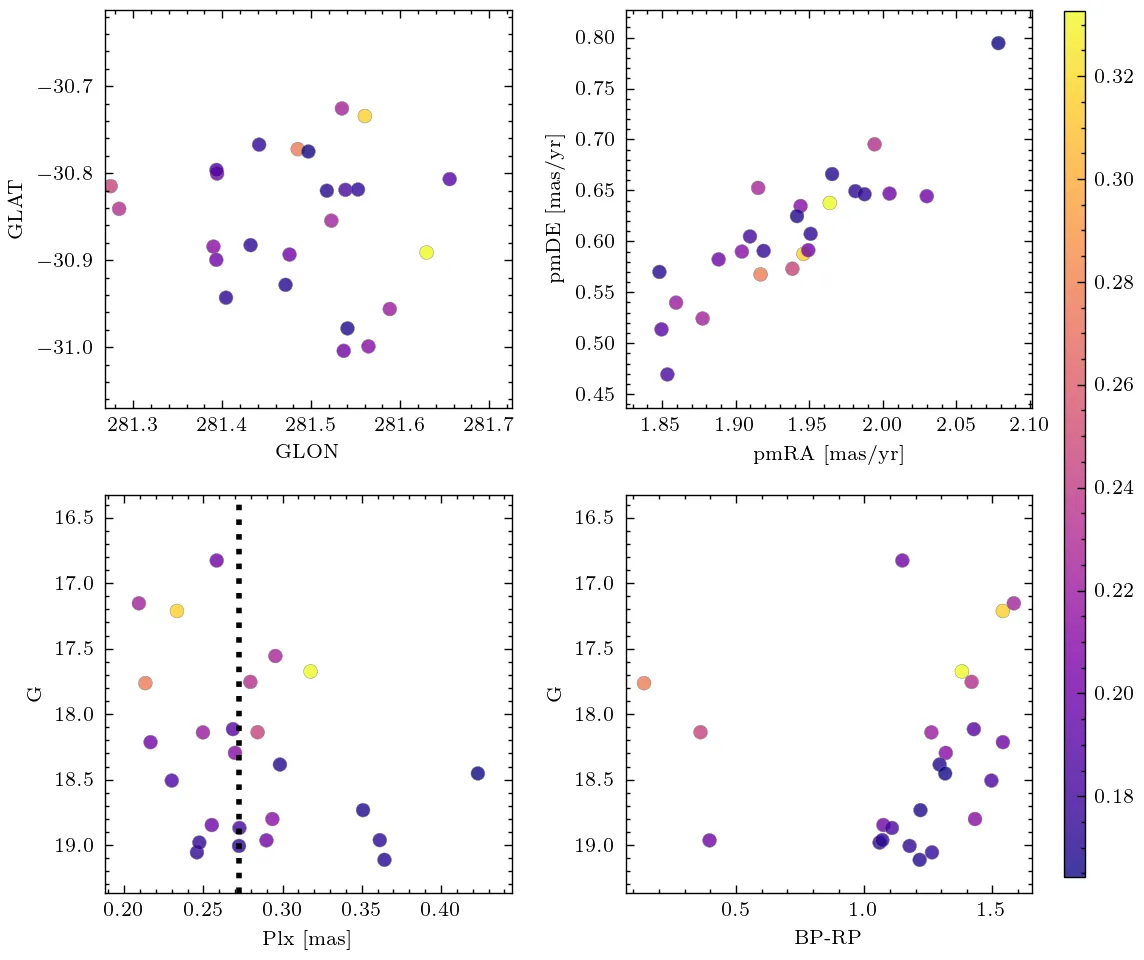 −30.7
−30.8
−30.9
−31.0
GLAT
281.3 281.4 281.5 281.6 281.7
GLON
0.80
0.75
0.70
0.65
0.60
0.55
0.50
0.45
pmDE [mas/yr]
1.85 1.90 1.95 2.00 2.05 2.10
pmRA [mas/yr]
0.32
0.30
0.28
0.26
0.24
0.22
0.20
0.18
16.5
17.0
17.5
18.0
18.5
19.0
G
0.20 0.25 0.30 0.35 0.40
Plx [mas]
16.5
17.0
17.5
18.0
18.5
19.0
G
0.5 1.0 1.5
BP-RP